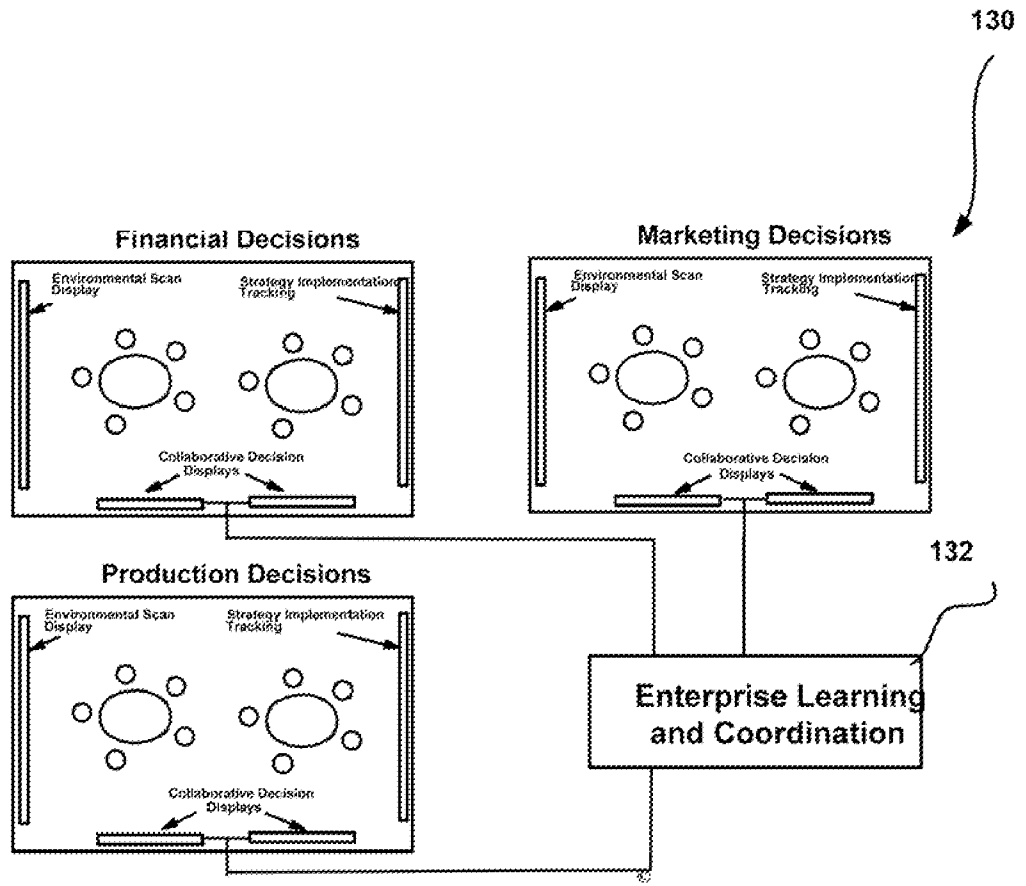 130
Financial Decisions
Environmental Scan
Display
Strategy Implementation
Tracking
Collaborative Decision
Displays
Marketing Decisions
Environmental Scan
Display
Strategy Implementation
Tracking
Collaborative Decision
Displays
132
Production Decisions
Environmental Scan
Display
Strategy Implementation
Tracking
Collaborative Decision
Displays
Enterprise Learning
and Coordination
©